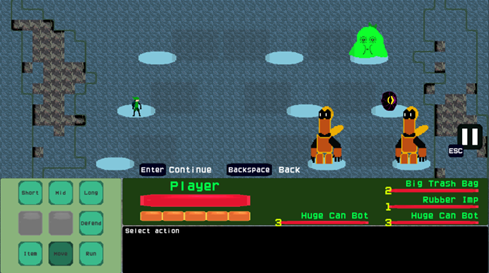 Enter Continue Backspace Back
ESC
Short Mid Long
Defend
Item Move Run
Player
Big Trash Bag
2
Rubber Imp
1
Huge Can Bot
3
Huge Can Bot
3
Select action